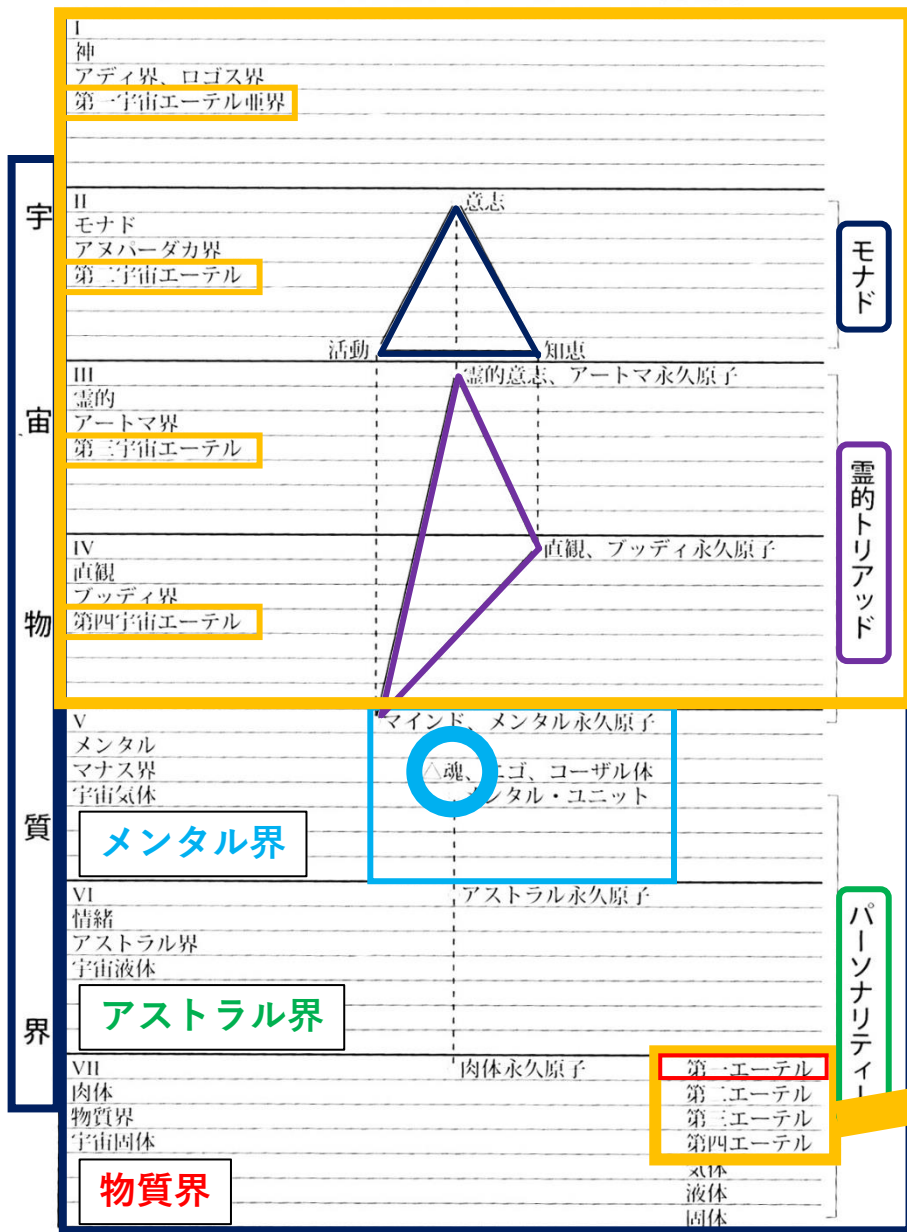 I
神
アディ界、ロゴス界
第一宇宙エーテル亜界
宇宙物質界
II
意志
モナド
アヌパーダカ界
第二宇宙エーテル
活動
知恵
モナド
III
霊的意志、アートマ永久原子
霊的
アートマ界
第三宇宙エーテル
霊的トリアッド
IV
直観、ブッディ永久原子
直観
ブッディ界
第四宇宙エーテル
V
マインド、メンタル永久原子
メンタル
マナス界
魂、エゴ、コーザル体
宇宙気体
メンタル・ユニット
メンタル界
VI
アストラル永久原子
情緒
アストラル界
宇宙液体
アストラル界
パーソナリティー
VII
肉体永久原子
第一エーテル
肉体
第二エーテル
物質界
第三エーテル
宇宙固体
第四エーテル
気体
物質界
液体
固体